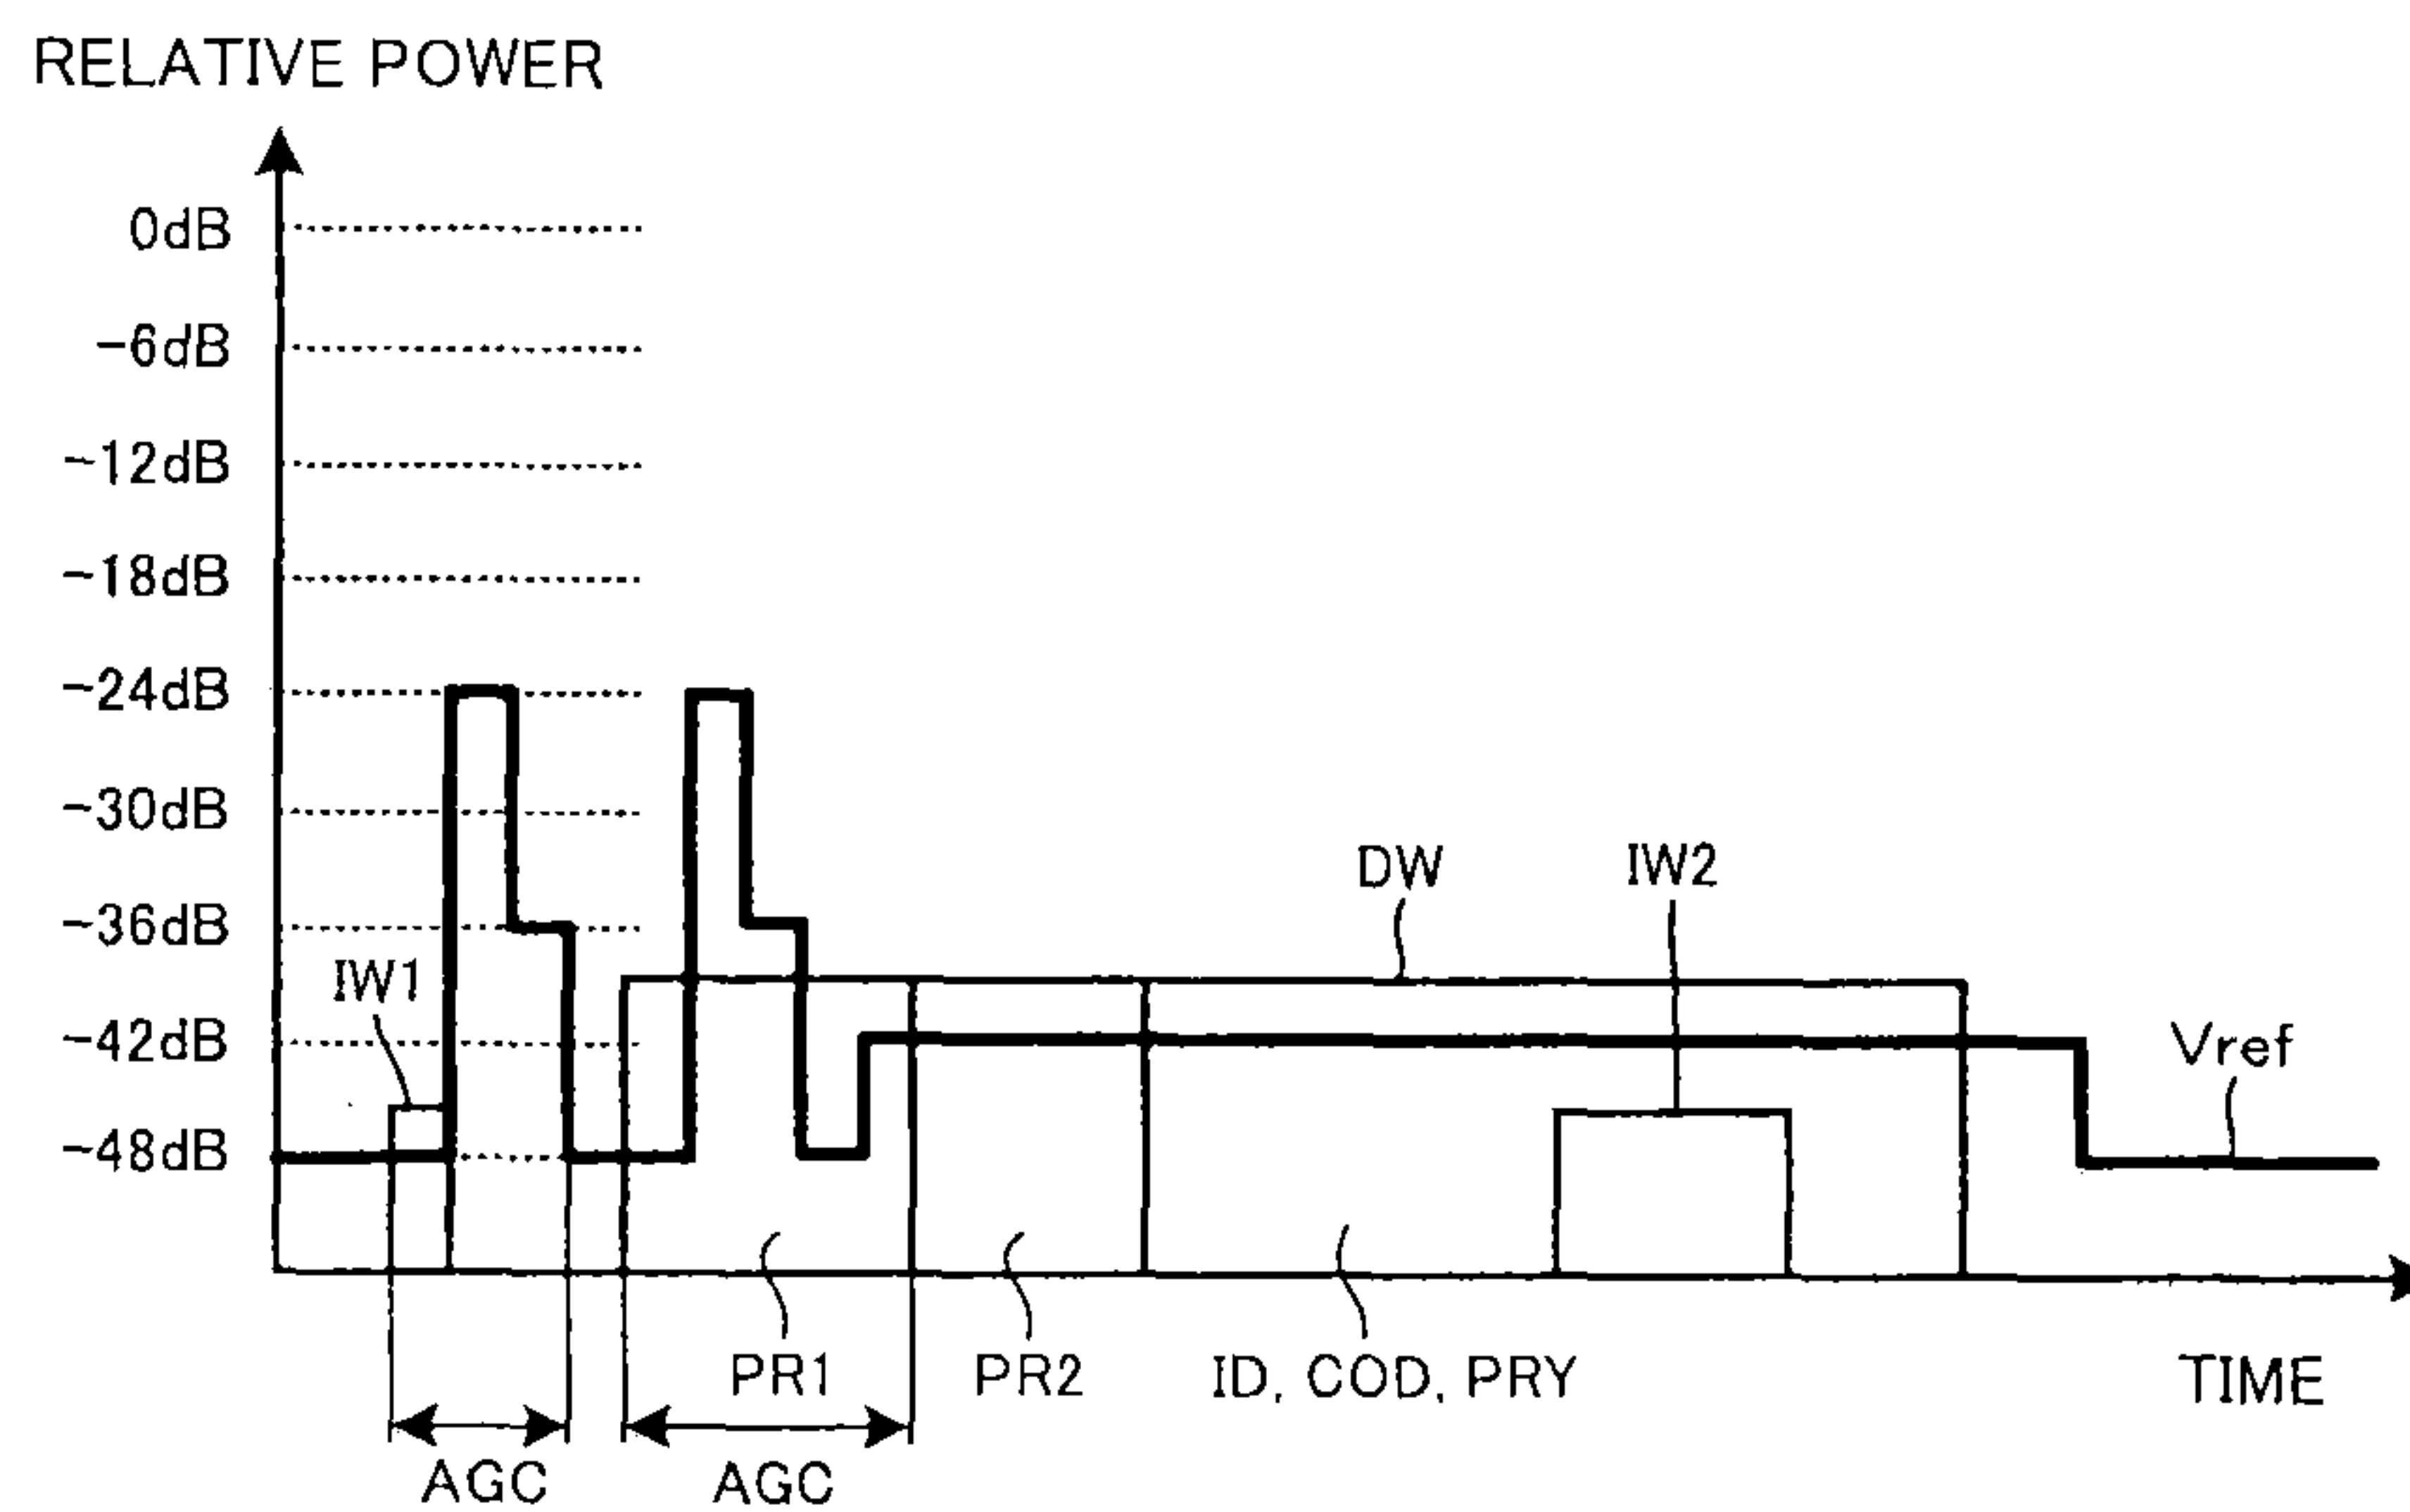 RELATIVE POWER
0dB
-6dB
-12dB
-18dB
-24dB
-30dB
-36dB
-42dB
-48dB
IW1
DW
IW2
Vref
PR1
PR2
ID, COD, PRY
TIME
AGC
AGC